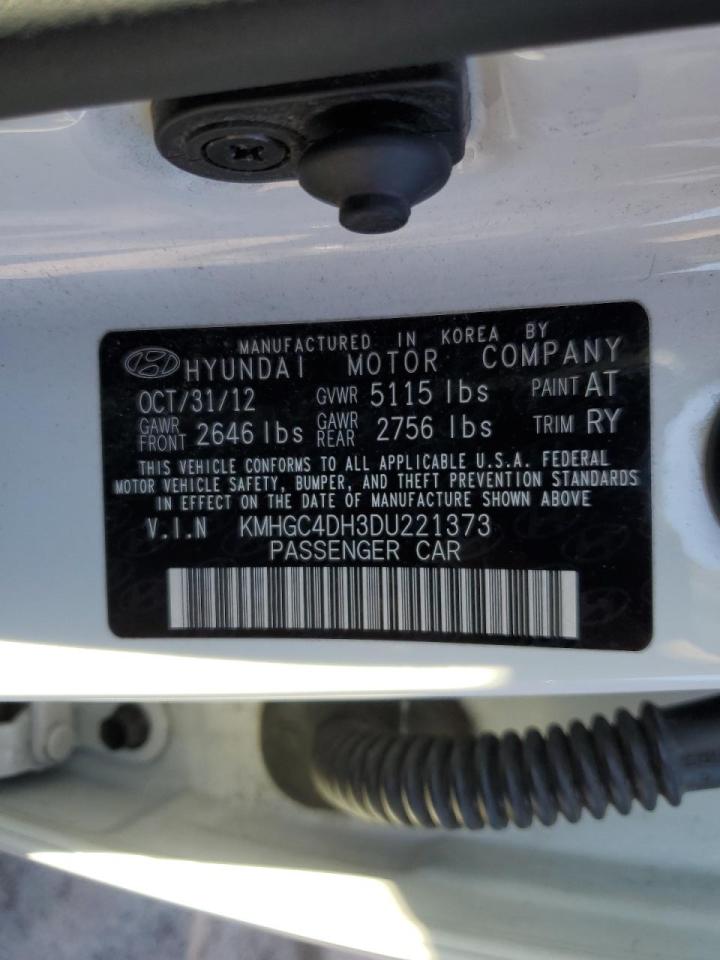 MANUFACTURED IN KOREA BY
HYUNDAI MOTOR COMPANY
OCT/31/12 GVWR 5115 lbs PAINT AT
GAWR FRONT 2646 lbs GAWR REAR 2756 lbs TRIM RY
THIS VEHICLE CONFORMS TO ALL APPLICABLE U.S.A. FEDERAL
MOTOR VEHICLE SAFETY, BUMPER, AND THEFT PREVENTION STANDARDS
IN EFFECT ON THE DATE OF MANUFACTURE SHOWN ABOVE
V.I.N KMHGC4DH3DU221373
PASSENGER CAR